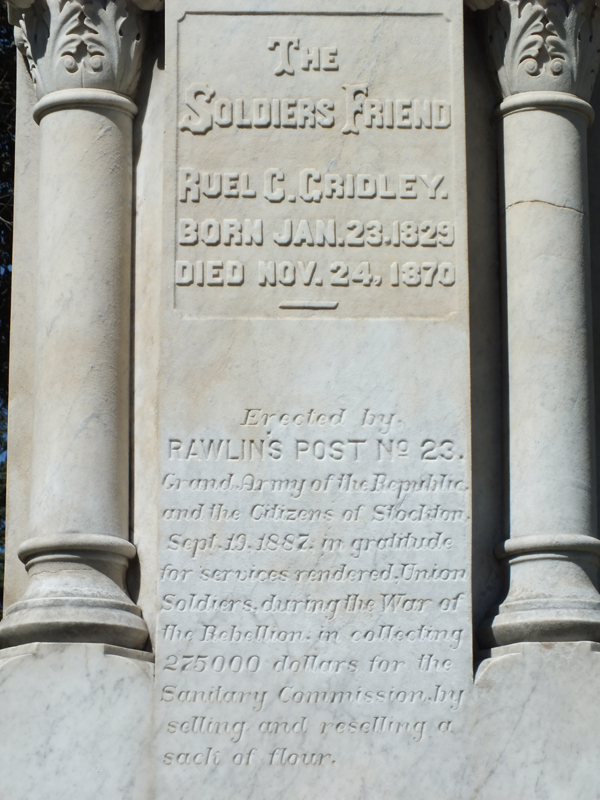 THE
SOLDIERS FRIEND
RUEL C. GRIDLEY.
BORN JAN. 23. 1829
DIED NOV. 24, 1870
Erected by.
RAWLIN'S POST No 23.
Grand Army of the Republic,
and the Citizens of Stockton.
Sept. 19. 1887. in gratitude
for services rendered. Union
Soldiers. during the War of
the Rebellion. in collecting
275000 dollars for the
Sanitary Commission. by
selling and reselling a
sack of flour.